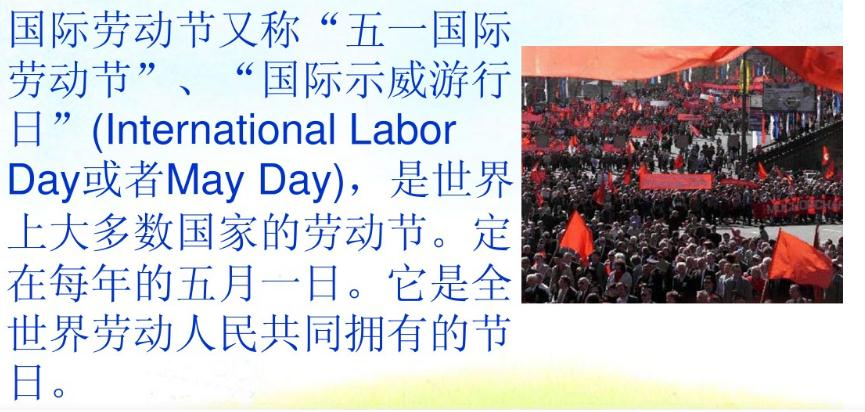 国际劳动节又称“五一国际
劳动节”、“国际示威游行
日”(International Labor
Day或者May Day)，是世界
上大多数国家的劳动节。定
在每年的五月一日。它是全
世界劳动人民共同拥有的节
日。